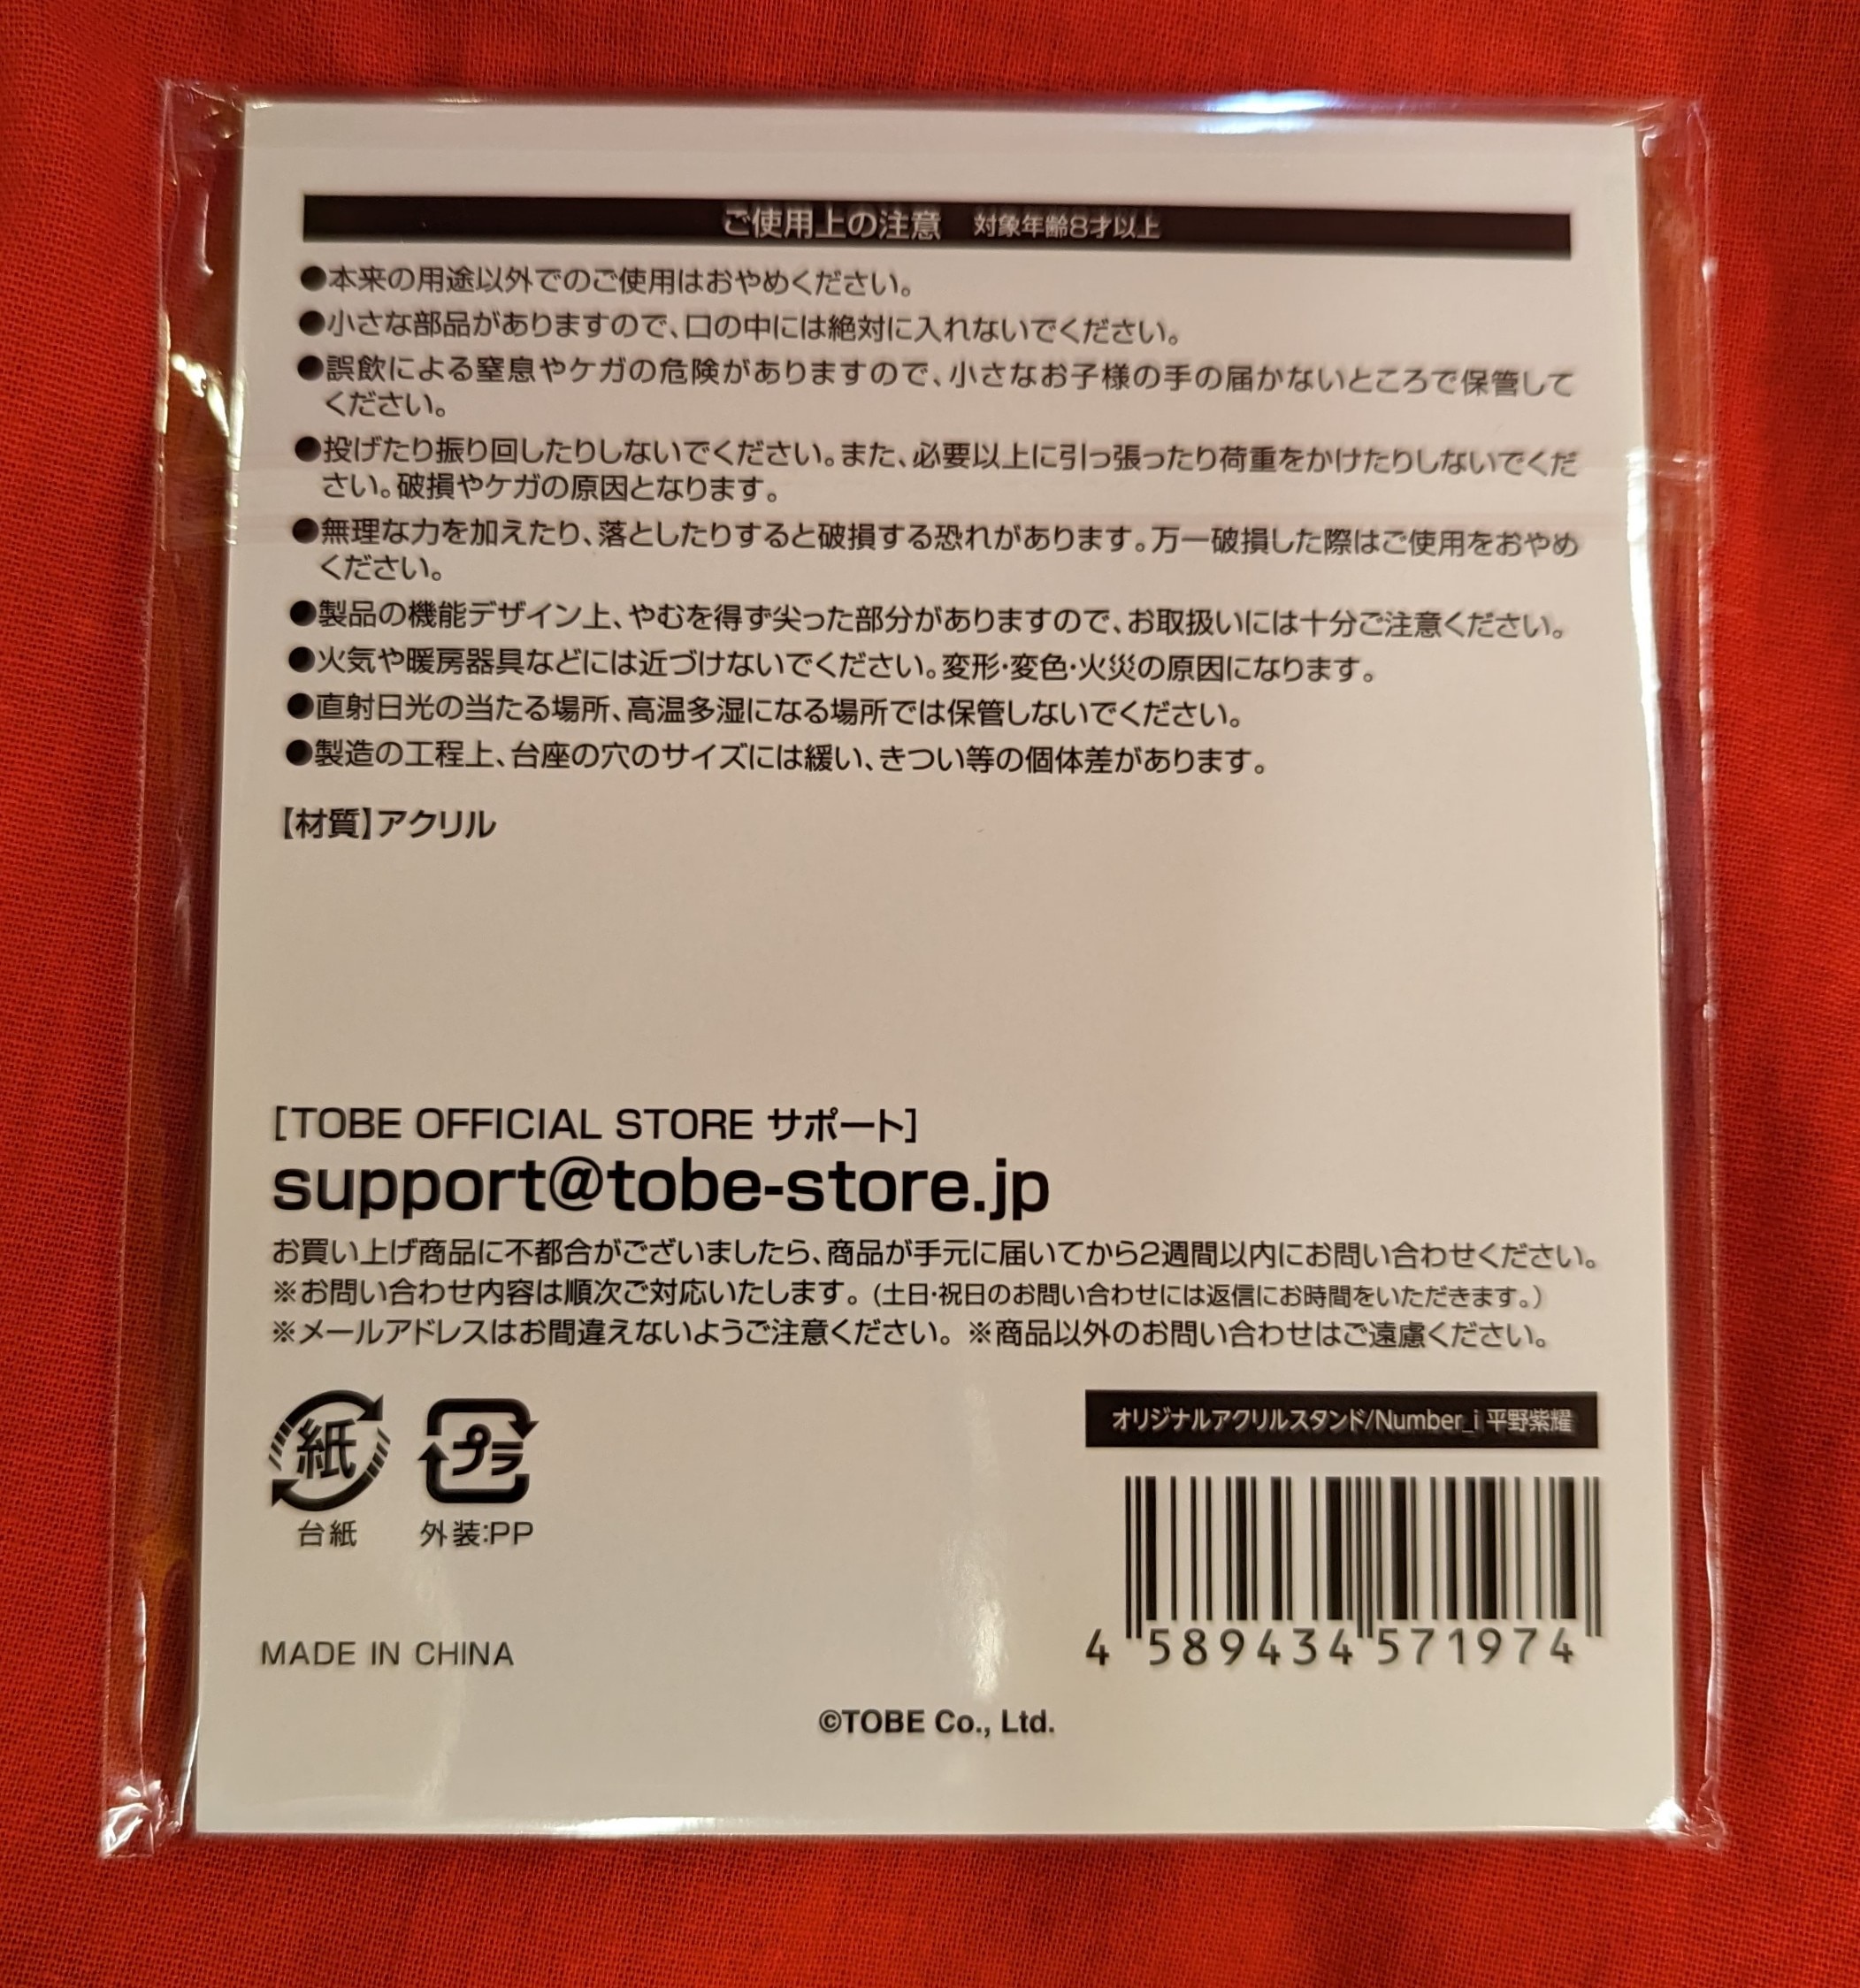 ご使用上の注意 対象年齢8才以上
●本来の用途以外でのご使用はおやめください。
●小さな部品がありますので、口の中には絶対に入れないでください。
●誤飲による窒息やケガの危険がありますので、小さなお子様の手の届かないところで保管して
ください。
●投げたり振り回したりしないでください。また、必要以上に引っ張ったり荷重をかけたりしないでくだ
さい。破損やケガの原因となります。
●無理な力を加えたり、落としたりすると破損する恐れがあります。万一破損した際はご使用をおやめ
ください。
●製品の機能デザイン上、やむを得ず尖った部分がありますので、お取扱いには十分ご注意ください。
●火気や暖房器具などには近づけないでください。変形・変色・火災の原因になります。
●直射日光の当たる場所、高温多湿になる場所では保管しないでください。
●製造の工程上、台座の穴のサイズには緩い、きつい等の個体差があります。
【材質】アクリル
[TOBE OFFICIAL STORE サポート]
support@tobe-store.jp
お買い上げ商品に不都合がございましたら、商品が手元に届いてから2週間以内にお問い合わせください。
※お問い合わせ内容は順次ご対応いたします。(土日・祝日のお問い合わせには返信にお時間をいただきます。)
※メールアドレスはお間違えないようご注意ください。 ※商品以外のお問い合わせはご遠慮ください。
紙 プラ
台紙 外装:PP
オリジナルアクリルスタンド/Number_i 平野紫耀
4 589434 571974
MADE IN CHINA
©TOBE Co., Ltd.